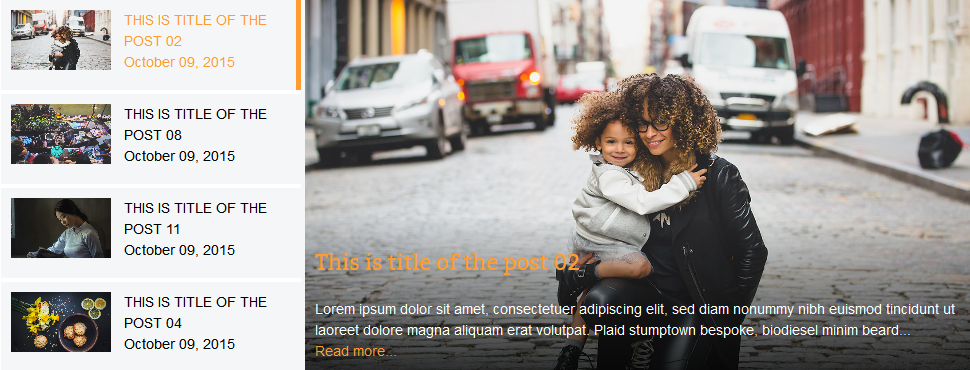 THIS IS TITLE OF THE
POST 02
October 09, 2015
THIS IS TITLE OF THE
POST 08
October 09, 2015
THIS IS TITLE OF THE
POST 11
October 09, 2015
THIS IS TITLE OF THE
POST 04
October 09, 2015
This is title of the post 02
Lorem ipsum dolor sit amet, consectetuer adipiscing elit, sed diam nonummy nibh euismod tincidunt ut
laoreet dolore magna aliquam erat volutpat. Plaid stumptown bespoke, biodiesel minim beard...
Read more...